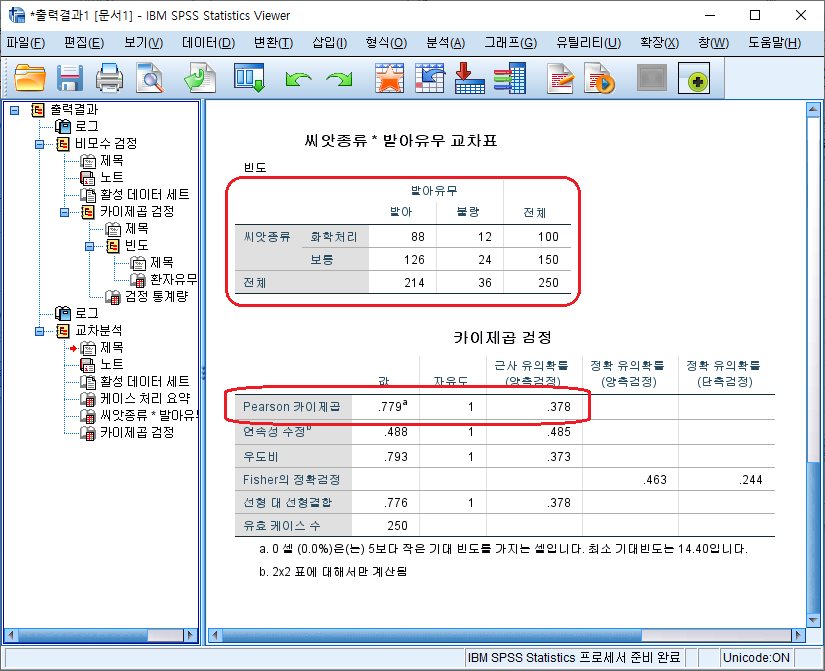 *출력결과1 [문서1] - IBM SPSS Statistics Viewer
파일(F) 편집(E) 보기(V) 데이터(D) 변환(T) 삽입(I) 형식(O) 분석(A) 그래프(G) 유틸리티(U) 확장(X) 창(W) 도움말(H)
출력결과
로그
비모수 검정
제목
노트
활성 데이터 세트
카이제곱 검정
제목
빈도
제목
환자유무
검정 통계량
로그
교차분석
제목
노트
활성 데이터 세트
케이스 처리 요약
씨앗종류 * 발아유무
카이제곱 검정
씨앗종류 * 발아유무 교차표
빈도
발아유무
발아 불량 전체
씨앗종류 화학처리 88 12 100
보통 126 24 150
전체 214 36 250
카이제곱 검정
값 자유도 근사 유의확률 (양측검정) 정확 유의확률 (양측검정) 정확 유의확률 (단측검정)
Pearson 카이제곱 .779a 1 .378
연속성 수정b .488 1 .485
우도비 .793 1 .373
Fisher의 정확검정 .463 .244
선형 대 선형결합 .776 1 .378
유효 케이스 수 250
a. 0 셀 (0.0%)은(는) 5보다 작은 기대 빈도를 가지는 셀입니다. 최소 기대빈도는 14.40입니다.
b. 2x2 표에 대해서만 계산됨
IBM SPSS Statistics 프로세서 준비 완료 Unicode:ON